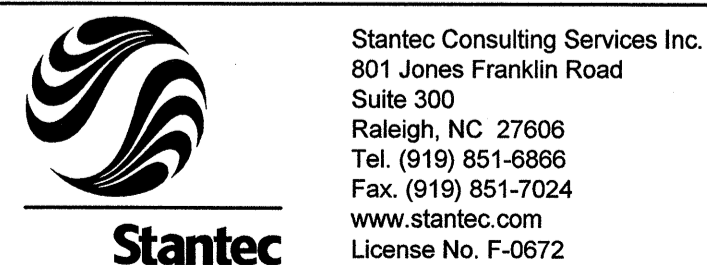 Stantec Consulting Services Inc.
801 Jones Franklin Road
Suite 300
Raleigh, NC 27606
Tel. (919) 851-6866
Fax. (919) 851-7024
www.stantec.com
License No. F-0672
Stantec